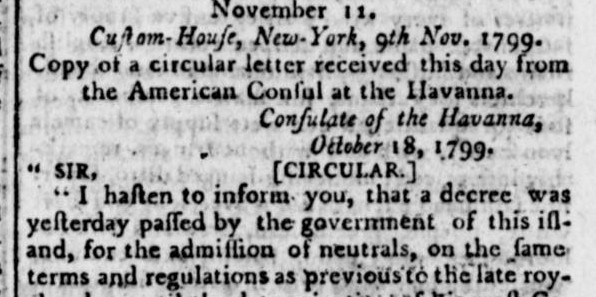 November 11.
Cuſtom-Houſe, New-York, 9th Nov. 1799.
Copy of a circular letter received this day from
the American Conſul at the Havanna.
Conſulate of the Havanna,
October 18, 1799.
" SIR, [CIRCULAR.]
" I haſten to inform you, that a decree was
yeſterday paſſed by the government of this iſl-
and, for the admiſſion of neutrals, on the ſame
terms and regulations as previous to the late roy-